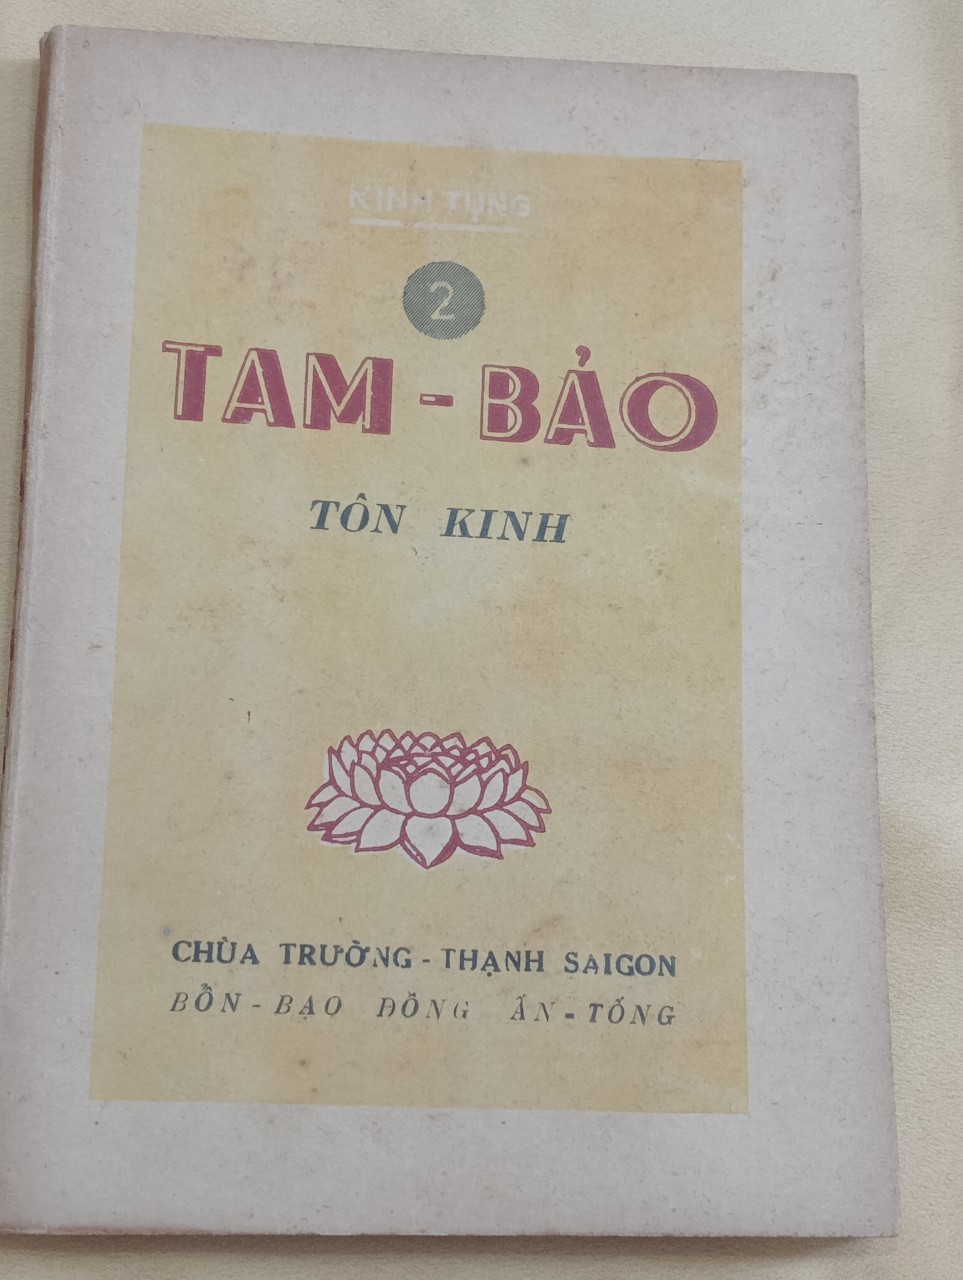 KINH TỤNG
2
TAM - BẢO
TÔN KINH
CHÙA TRƯỜNG - THẠNH SAIGON
BỔN - BẠO ĐỒNG ẤN - TỐNG